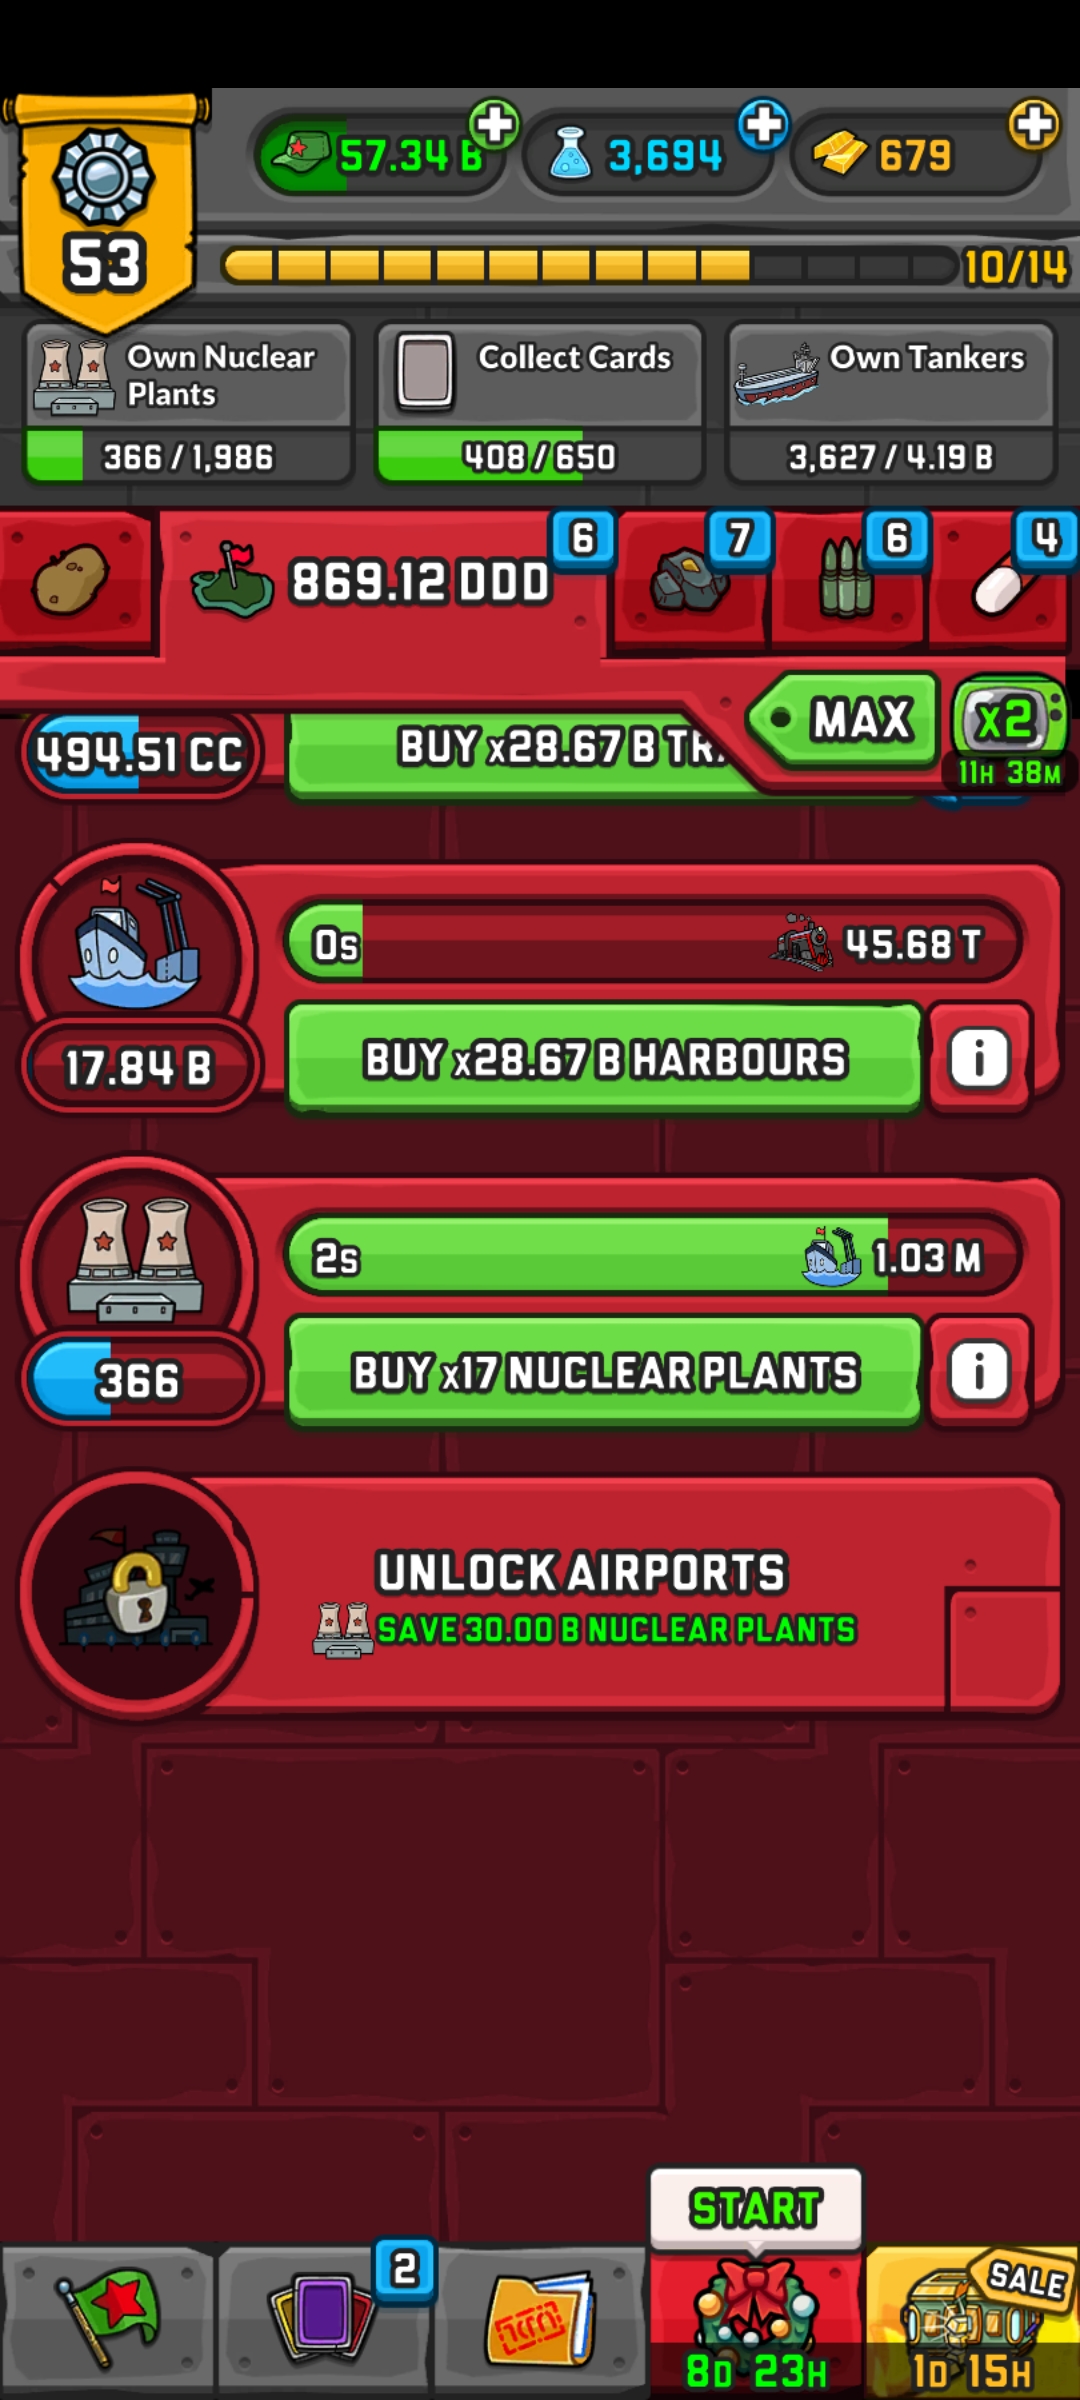 57.34 B
3,694
679
53
10/14
Own Nuclear
Plants
Collect Cards
Own Tankers
366 / 1,986
408 / 650
3,627 / 4.19 B
869.12 DDD
6
7
6
4
MAX
x2
11H 38M
494.51 CC
BUY x28.67 B
0s
45.68 T
17.84 B
BUY x28.67 B HARBOURS
i
2s
1.03 M
366
BUY x17 NUCLEAR PLANTS
i
UNLOCK AIRPORTS
SAVE 30.00 B NUCLEAR PLANTS
START
2
SALE
8D 23H
1D 15H